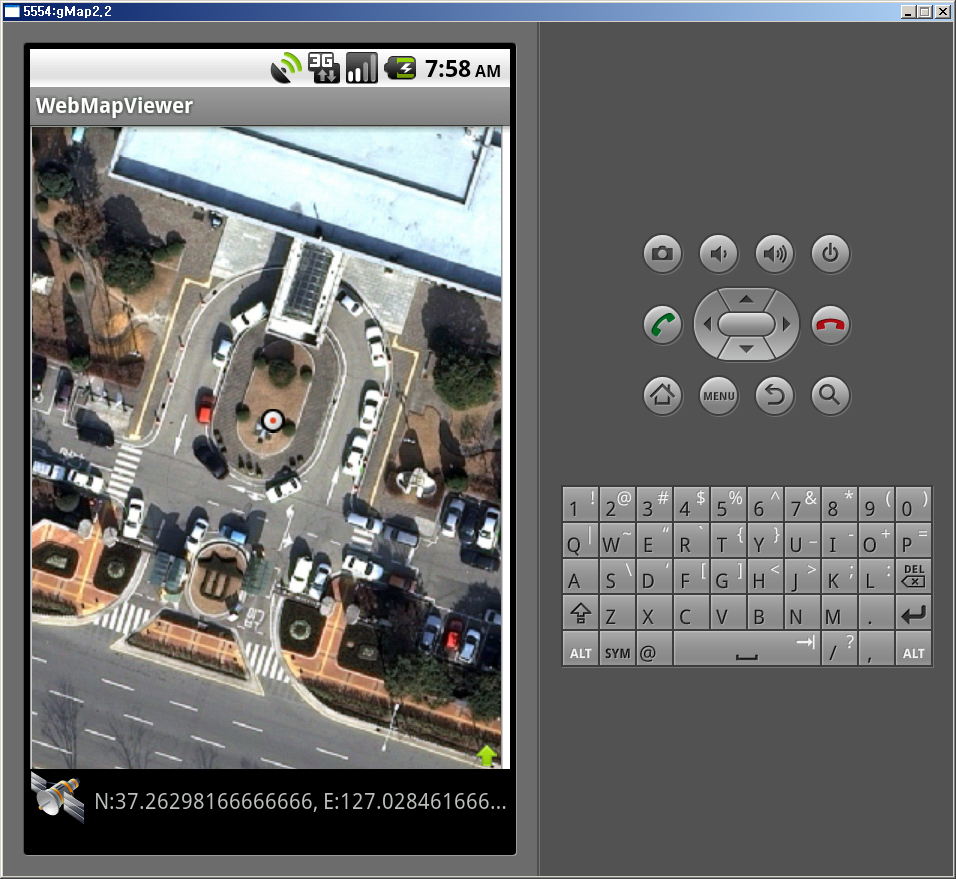 5554:gMap2,2
3G
7:58 AM
WebMapViewer
N:37.26298166666666, E:127.028461666...
MENU
1 ! 2 @ 3 # 4 $ 5 % 6 ^ 7 & 8 * 9 ( 0 )
Q | W ~ E “ R ` T { Y } U _ I - O + P =
A S \ D ' F [ G ] H < J > K ; L : DEL
Z X C V B N M .
ALT SYM @ / ? , ALT